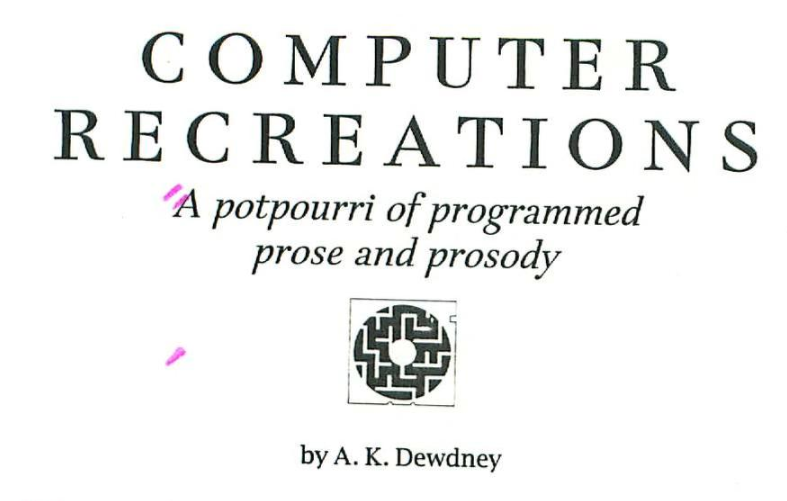 COMPUTER
RECREATIONS
A potpourri of programmed
prose and prosody
by A. K. Dewdney